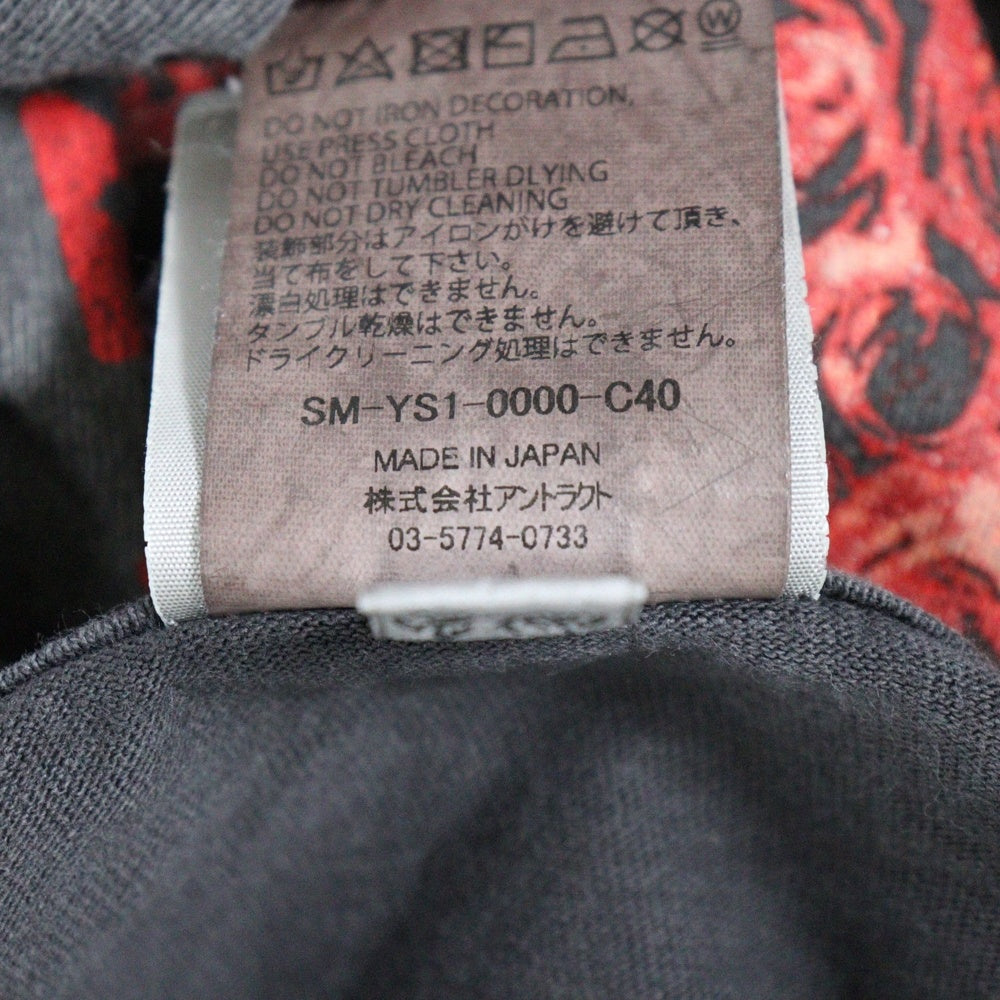 DO NOT IRON DECORATION,
USE PRESS CLOTH
DO NOT BLEACH
DO NOT TUMBLER DLYING
DO NOT DRY CLEANING
装飾部分はアイロンがけを避けて頂き、
当て布をして下さい。
漂白処理はできません。
タンブル乾燥はできません。
ドライクリーニング処理はできません。
SM-YS1-0000-C40
MADE IN JAPAN
株式会社アントラクト
03-5774-0733